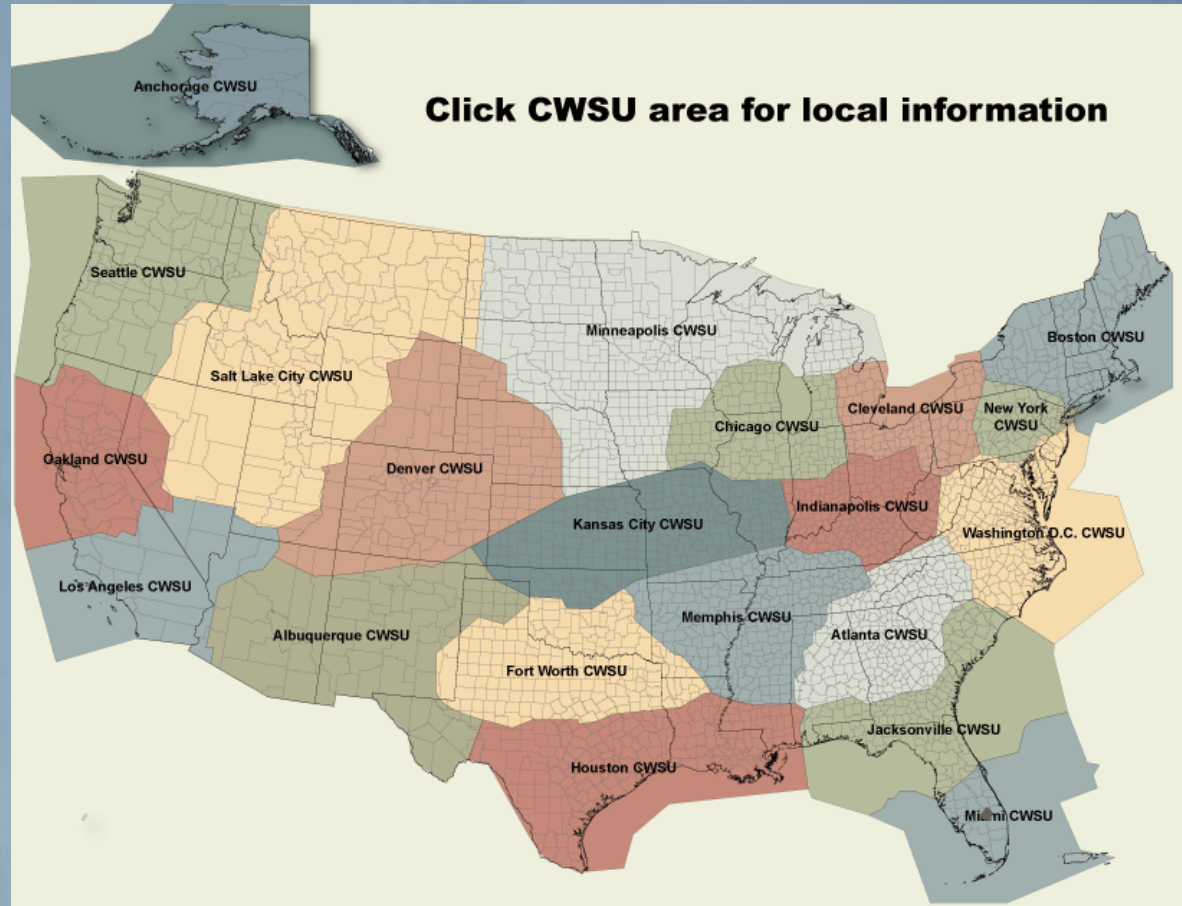 Anchorage CWSU
Click CWSU area for local information
Seattle CWSU
Minneapolis CWSU
Boston CWSU
Salt Lake City CWSU
Cleveland CWSU
New York
CWSU
Chicago CWSU
Oakland CWSU
Denver CWSU
Indianapolis CWSU
Kansas City CWSU
Washington D.C. CWSU
Los Angeles CWSU
Memphis CWSU
Albuquerque CWSU
Atlanta CWSU
Fort Worth CWSU
Jacksonville CWSU
Houston CWSU
Miami CWSU